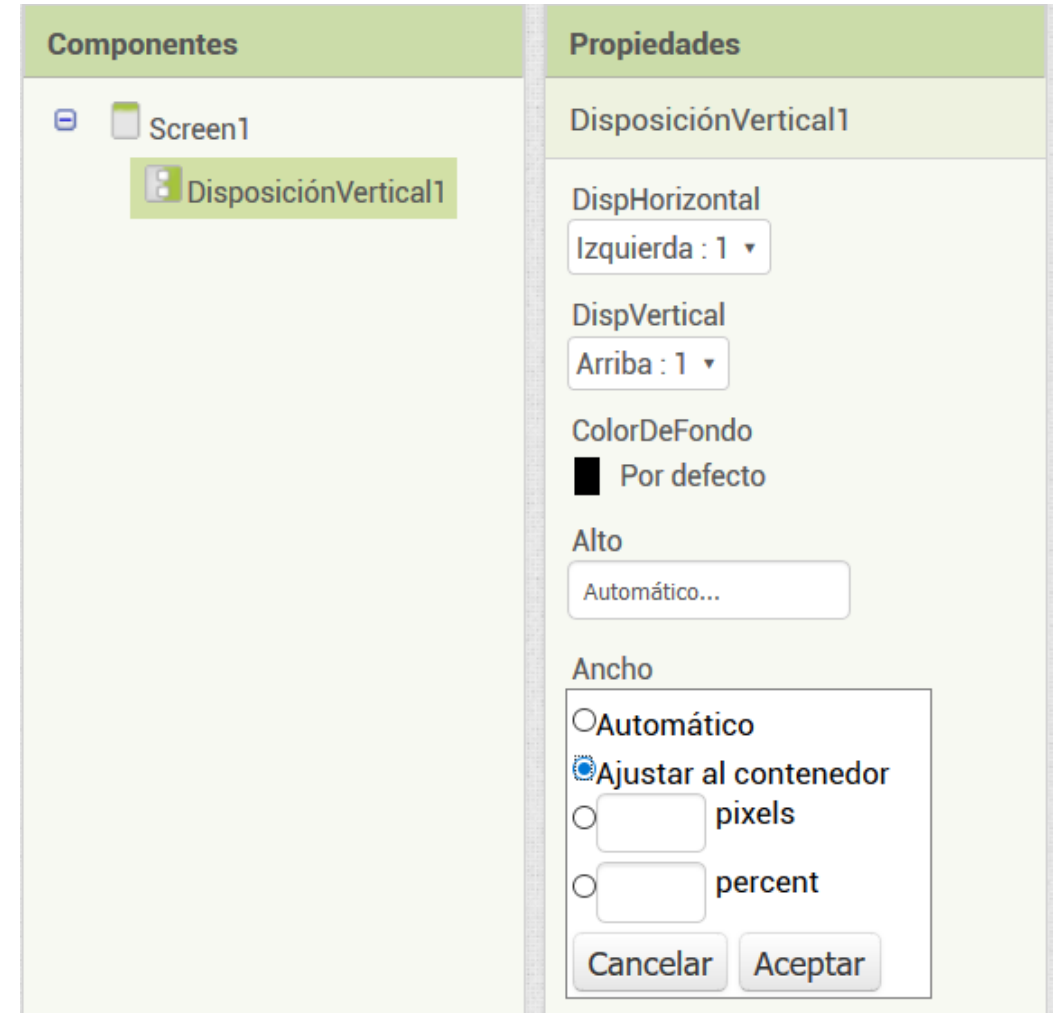 Componentes
Screen1
DisposiciónVertical1
Propiedades
DisposiciónVertical1
DispHorizontal
Izquierda : 1
DispVertical
Arriba : 1
ColorDeFondo
Por defecto
Alto
Automático...
Ancho
Automático
Ajustar al contenedor
pixels
percent
Cancelar Aceptar